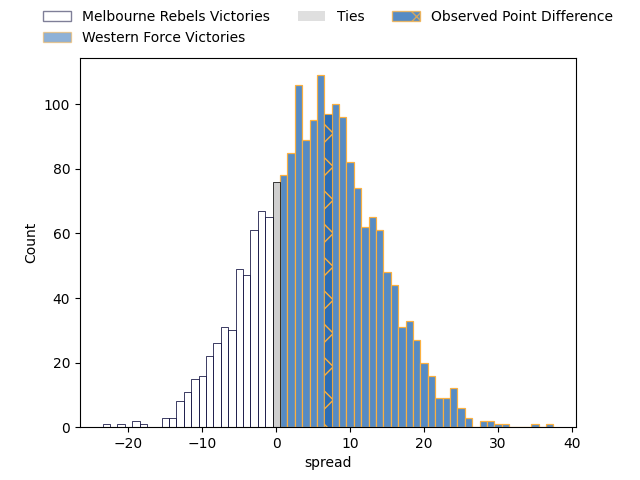 Melbourne Rebels Victories
Ties
Observed Point Difference
Western Force Victories
Count
100
80
60
40
20
0
−20
−10
0
10
20
30
40
spread